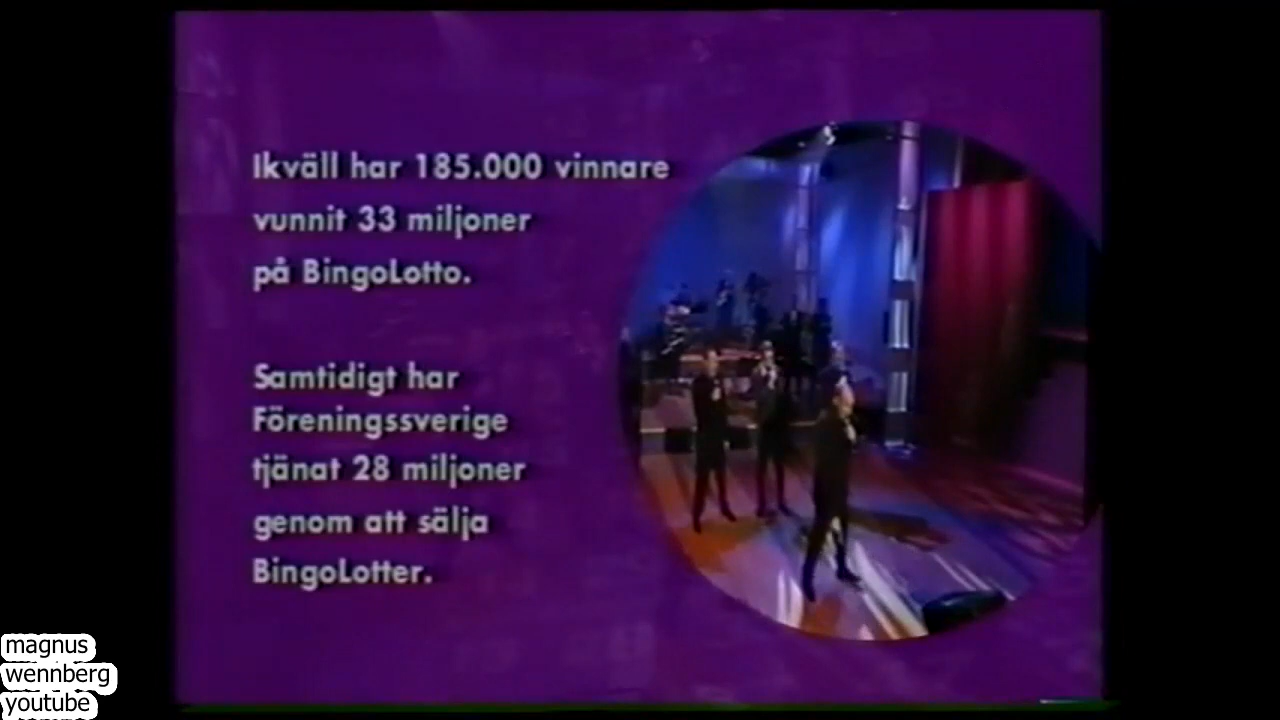 Ikväll har 185.000 vinnare
vunnit 33 miljoner
på BingoLotto.
Samtidigt har
Föreningssverige
tjänat 28 miljoner
genom att sälja
BingoLotter.
magnus
wennberg
youtube